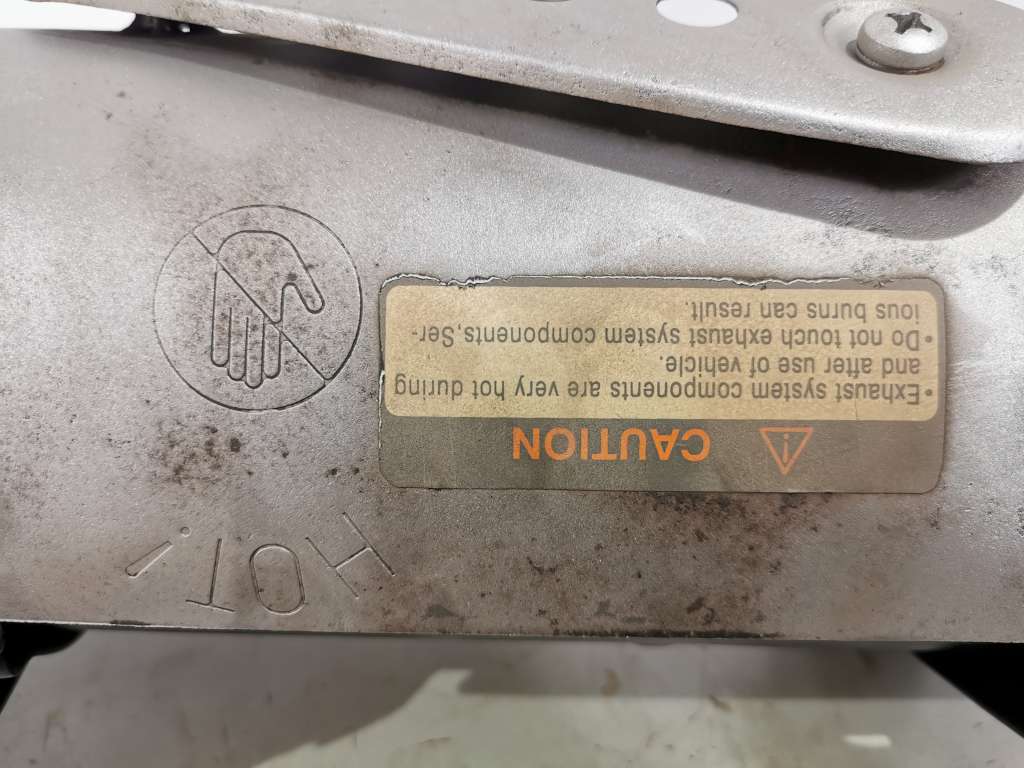 HOT!
CAUTION
•Exhaust system components are very hot during
and after use of vehicle.
•Do not touch exhaust system components,Ser-
ious burns can result.